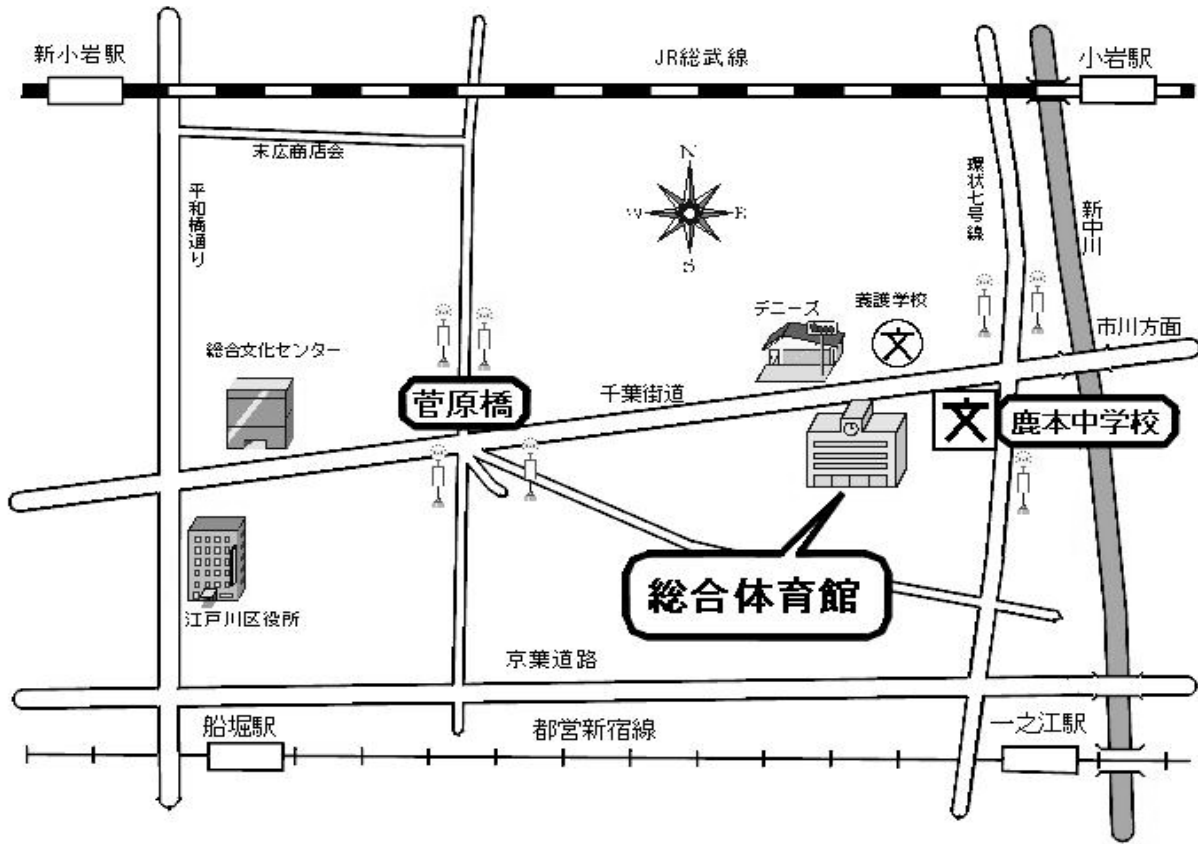 新小岩駅
JR総武線
小岩駅
末広商店会
平和橋通り
N
W
E
S
環状七号線
新中川
デニーズ
養護学校
市川方面
総合文化センター
菅原橋
千葉街道
文
文
鹿本中学校
総合体育館
江戸川区役所
京葉道路
船堀駅
都営新宿線
一之江駅